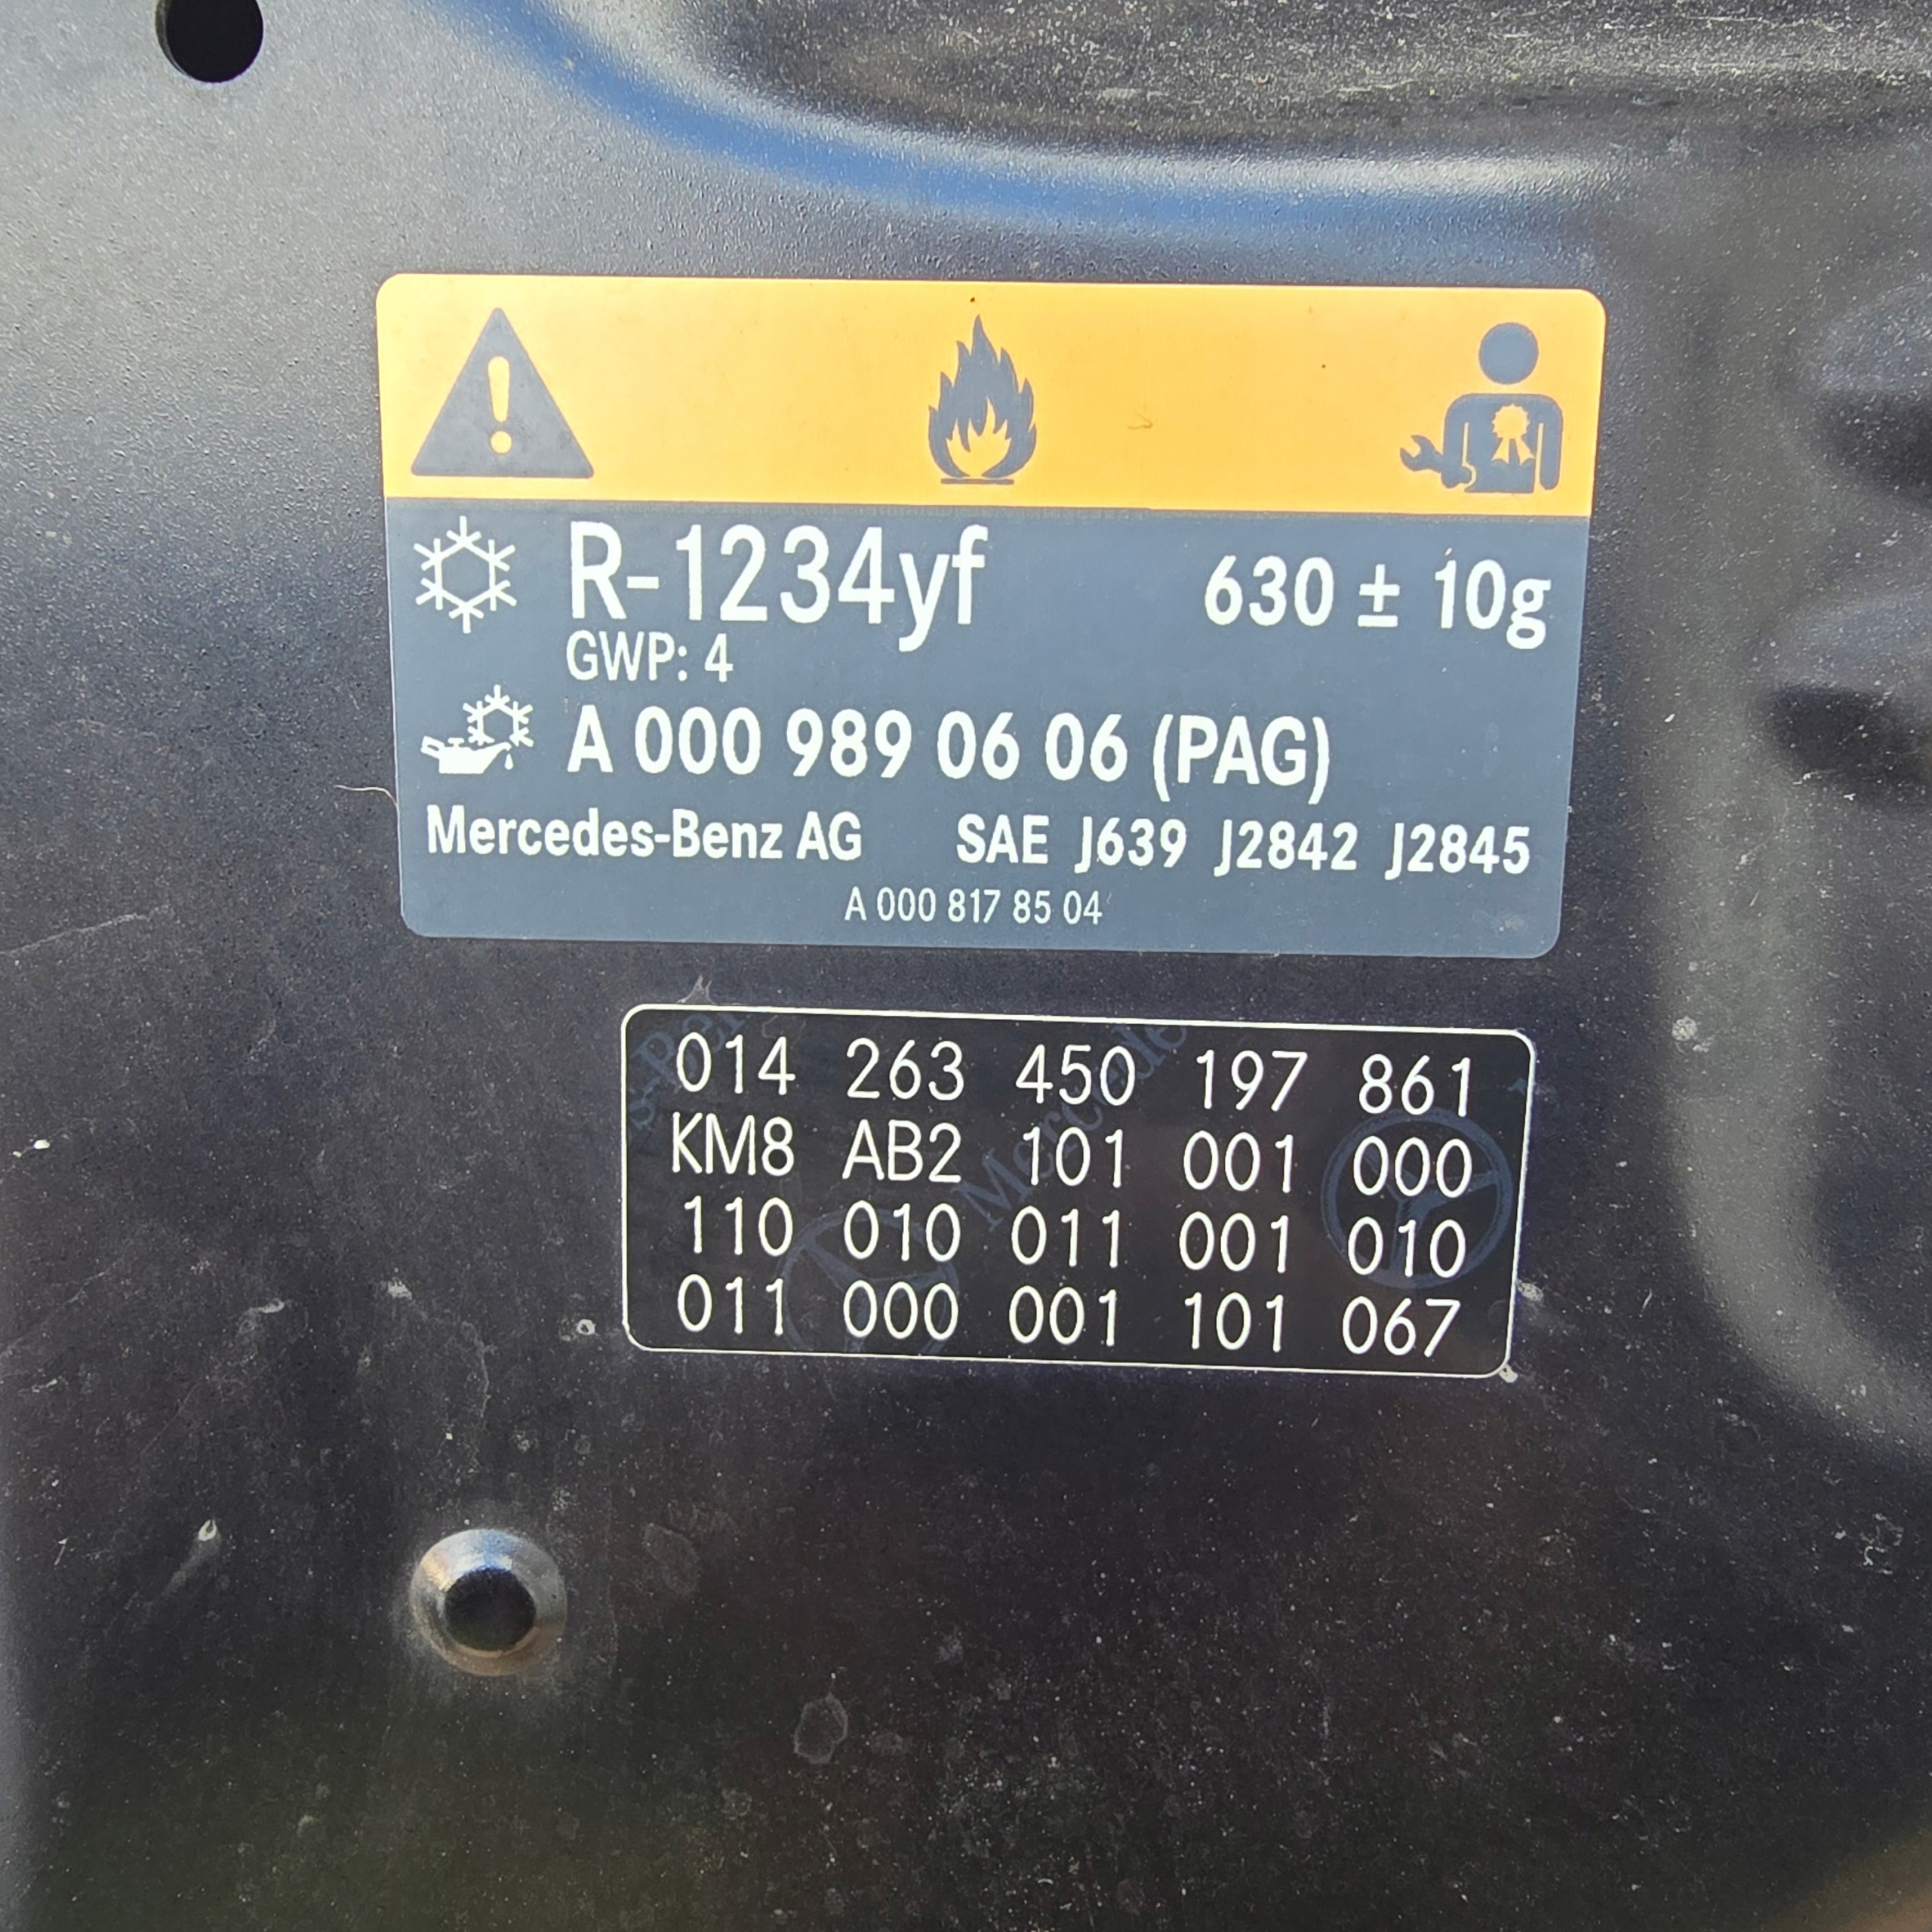 R-1234yf 630 ± 10g
GWP: 4
A 000 989 06 06 (PAG)
Mercedes-Benz AG SAE J639 J2842 J2845
A 000 817 85 04
014 263 450 197 861
KM8 AB2 101 001 000
110 010 011 001 010
011 000 001 101 067